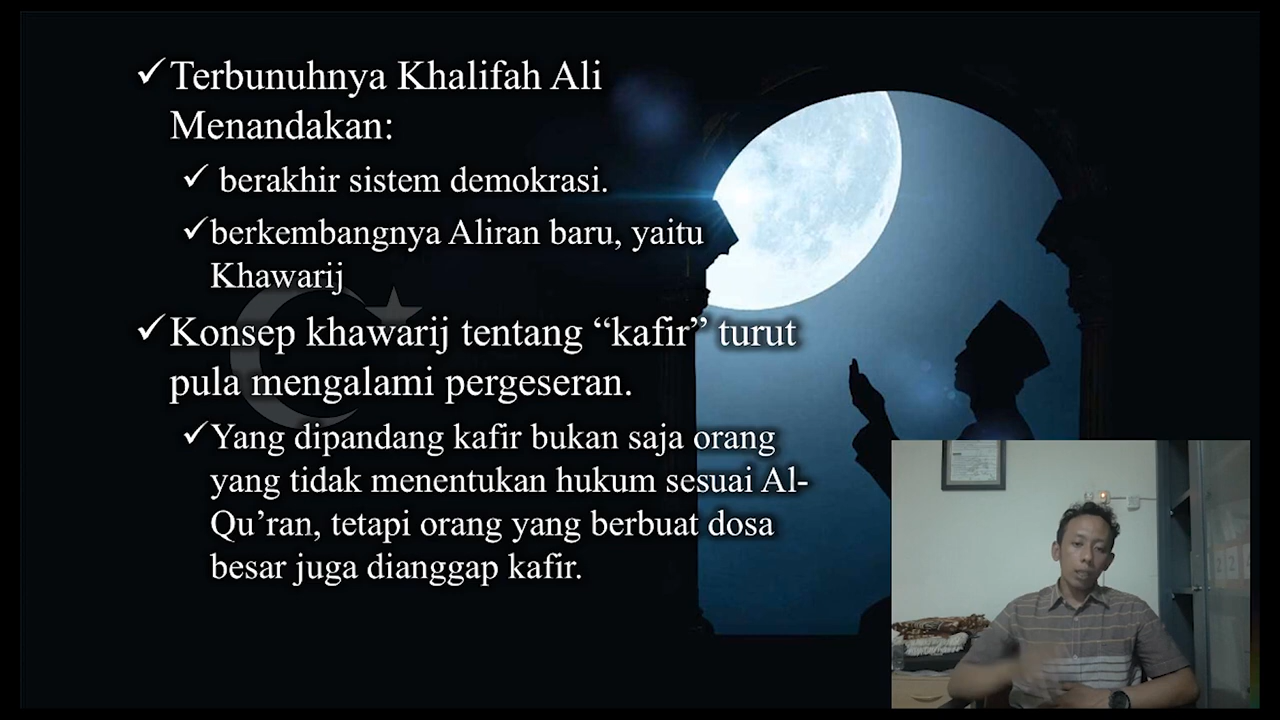 Terbunuhnya Khalifah Ali
Menandakan:
berakhir sistem demokrasi.
berkembangnya Aliran baru, yaitu
Khawarij
Konsep khawarij tentang “kafir” turut
pula mengalami pergeseran.
Yang dipandang kafir bukan saja orang
yang tidak menentukan hukum sesuai Al-
Qu’ran, tetapi orang yang berbuat dosa
besar juga dianggap kafir.